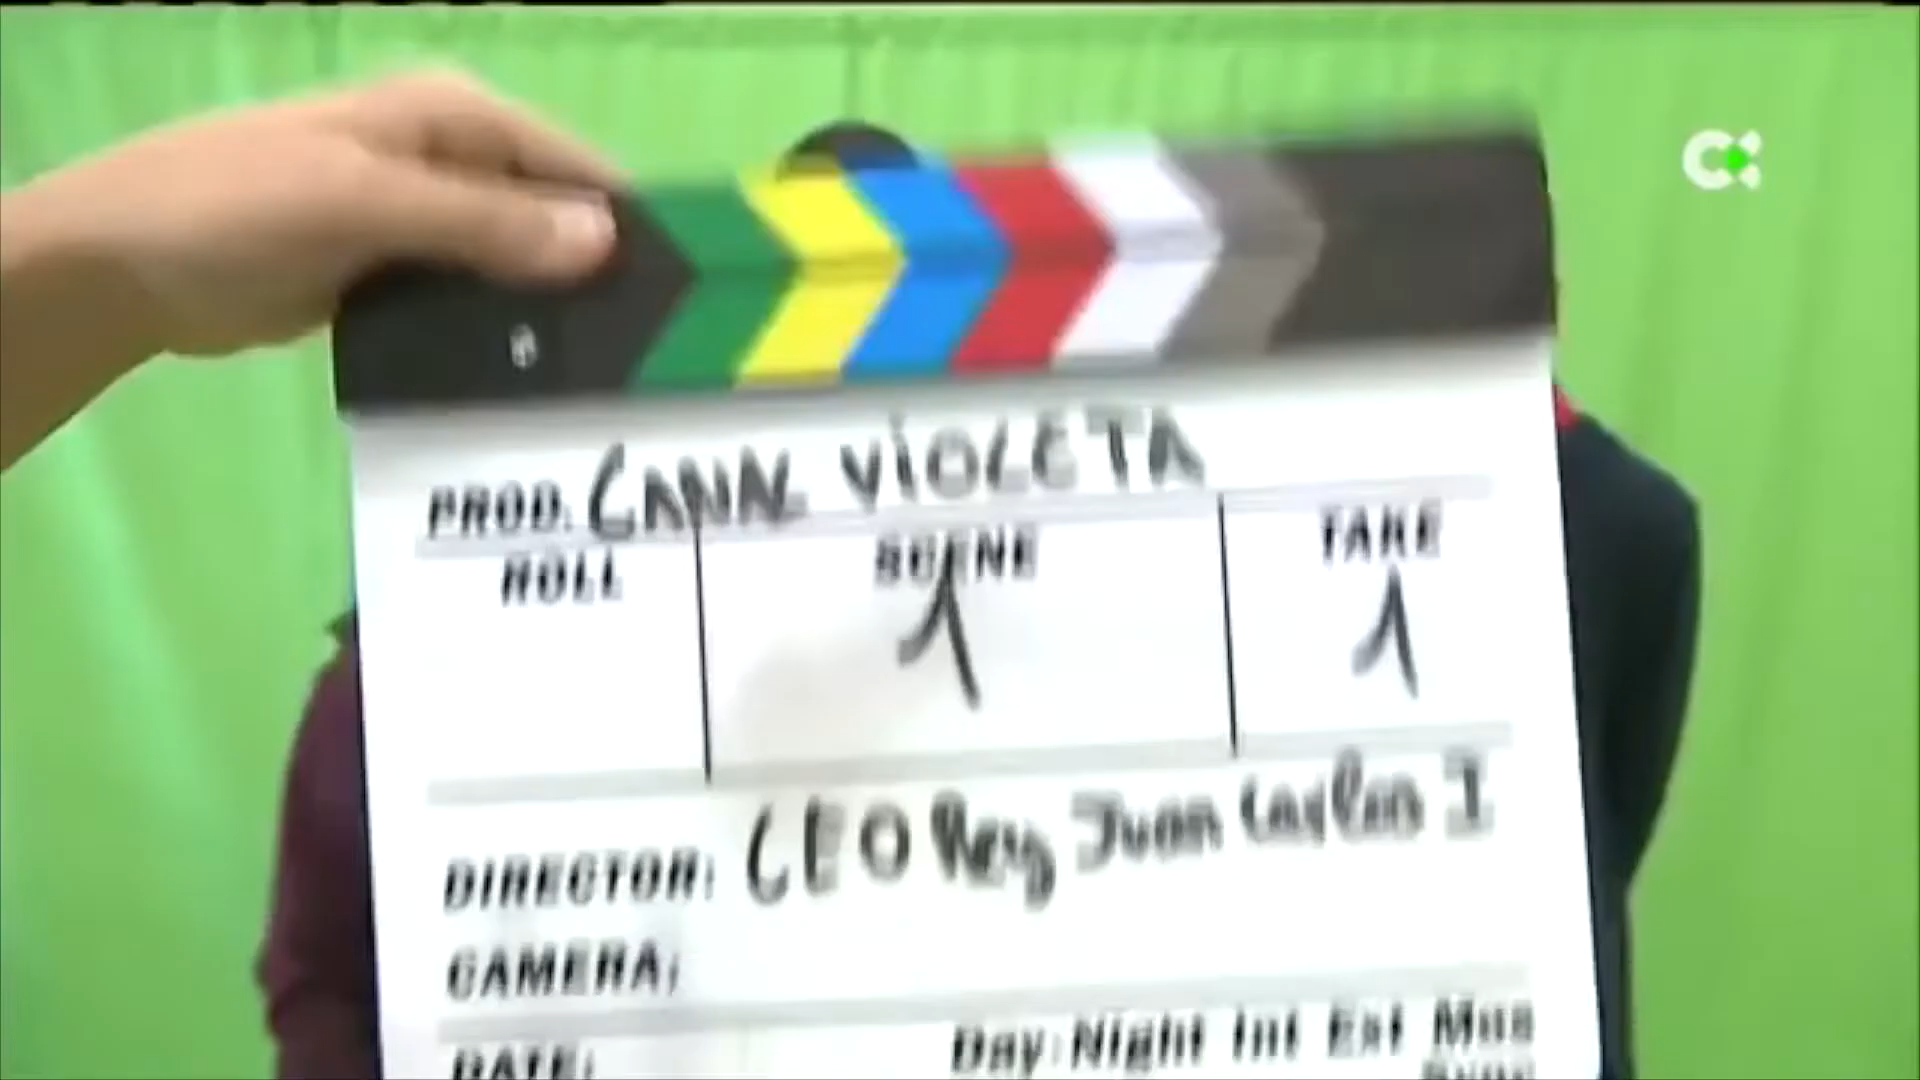 PROD. CANAL VIOLETA
ROLL SCENE TAKE
1 1
DIRECTOR: CEO Rey Juan Carlos I
CAMERA:
DATE: Day Night Int Ext Mos